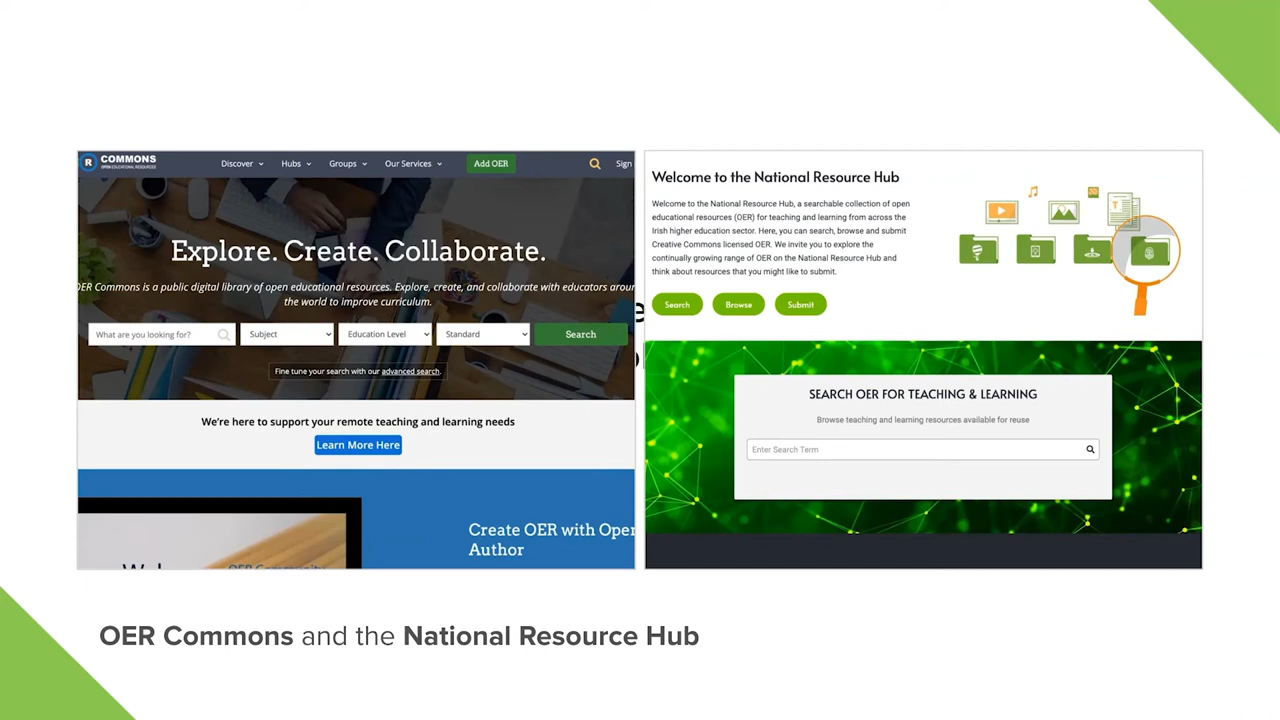 R COMMONS
OPEN EDUCATIONAL RESOURCES
Discover Hubs Groups Our Services Add OER Sign
Explore. Create. Collaborate.
OER Commons is a public digital library of open educational resources. Explore, create, and collaborate with educators aroun
the world to improve curriculum.
What are you looking for? Subject Education Level Standard Search
Fine tune your search with our advanced search.
We're here to support your remote teaching and learning needs
Learn More Here
Create OER with Oper
Author
Welcome to the National Resource Hub
Welcome to the National Resource Hub, a searchable collection of open
educational resources (OER) for teaching and learning from across the
Irish higher education sector. Here, you can search, browse and submit
Creative Commons licensed OER. We invite you to explore the
continually growing range of OER on the National Resource Hub and
think about resources that you might like to submit.
Search Browse Submit
T
SEARCH OER FOR TEACHING & LEARNING
Browse teaching and learning resources available for reuse
Enter Search Term
OER Commons and the National Resource Hub